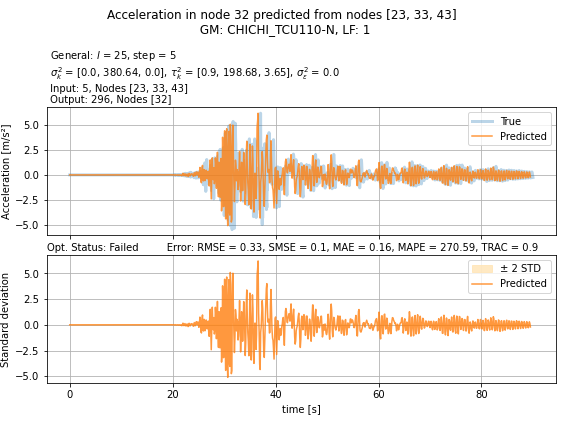 Acceleration in node 32 predicted from nodes [23, 33, 43]
GM: CHICHI_TCU110-N, LF: 1
General: l = 25, step = 5
σ²ₖ = [0.0, 380.64, 0.0], τ²ₖ = [0.9, 198.68, 3.65], σ²ε = 0.0
Input: 5, Nodes [23, 33, 43]
Output: 296, Nodes [32]
Acceleration [m/s²]
5.0
2.5
0.0
−2.5
−5.0
True
Predicted
Opt. Status: Failed Error: RMSE = 0.33, SMSE = 0.1, MAE = 0.16, MAPE = 270.59, TRAC = 0.9
Standard deviation
5.0
2.5
0.0
−2.5
−5.0
± 2 STD
Predicted
0 20 40 60 80
time [s]